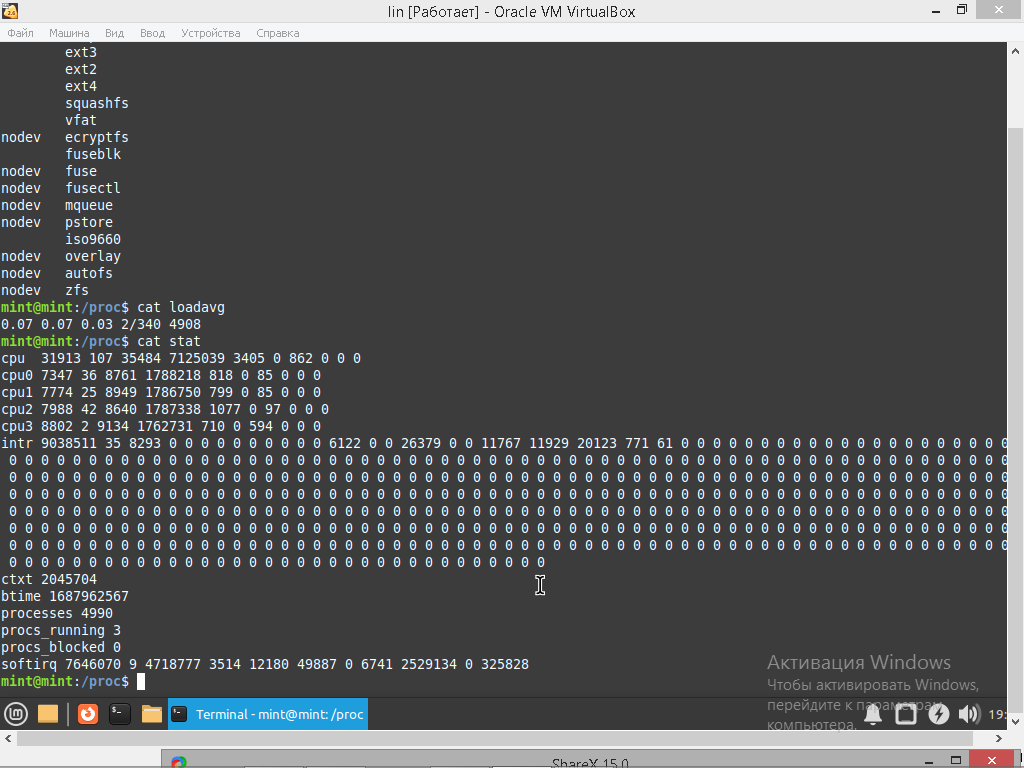 lin [Работает] - Oracle VM VirtualBox
Файл Машина Вид Ввод Устройства Справка
ext3
ext2
ext4
squashfs
vfat
nodev ecryptfs
fuseblk
nodev fuse
nodev fusectl
nodev mqueue
nodev pstore
iso9660
nodev overlay
nodev autofs
nodev zfs
mint@mint:/proc$ cat loadavg
0.07 0.07 0.03 2/340 4908
mint@mint:/proc$ cat stat
cpu 31913 107 35484 7125039 3405 0 862 0 0 0
cpu0 7347 36 8761 1788218 818 0 85 0 0 0
cpu1 7774 25 8949 1786750 799 0 85 0 0 0
cpu2 7988 42 8640 1787338 1077 0 97 0 0 0
cpu3 8802 2 9134 1762731 710 0 594 0 0 0
intr 9038511 35 8293 0 0 0 0 0 0 0 0 0 0 6122 0 0 26379 0 0 11767 11929 20123 771 61 0 0 0 0 0 0 0 0 0 0 0 0 0 0 0 0 0 0 0 0 0
0 0 0 0 0 0 0 0 0 0 0 0 0 0 0 0 0 0 0 0 0 0 0 0 0 0 0 0 0 0 0 0 0 0 0 0 0 0 0 0 0 0 0 0 0 0 0 0 0 0 0 0 0 0 0 0 0 0 0 0 0 0 0
0 0 0 0 0 0 0 0 0 0 0 0 0 0 0 0 0 0 0 0 0 0 0 0 0 0 0 0 0 0 0 0 0 0 0 0 0 0 0 0 0 0 0 0 0 0 0 0 0 0 0 0 0 0 0 0 0 0 0 0 0 0 0
0 0 0 0 0 0 0 0 0 0 0 0 0 0 0 0 0 0 0 0 0 0 0 0 0 0 0 0 0 0 0 0 0 0 0 0 0 0 0 0 0 0 0 0 0 0 0 0 0 0 0 0 0 0 0 0 0 0 0 0 0 0 0
0 0 0 0 0 0 0 0 0 0 0 0 0 0 0 0 0 0 0 0 0 0 0 0 0 0 0 0 0 0 0 0 0 0 0 0 0 0 0 0 0 0 0 0 0 0 0 0 0 0 0 0 0 0 0 0 0 0 0 0 0 0 0
0 0 0 0 0 0 0 0 0 0 0 0 0 0 0 0 0 0 0 0 0 0 0 0 0 0 0 0 0 0 0 0 0 0 0 0 0 0 0 0 0 0 0 0 0 0 0 0 0 0 0 0 0 0 0 0 0 0 0 0 0 0 0
0 0 0 0 0 0 0 0 0 0 0 0 0 0 0 0 0 0 0 0 0 0 0 0 0 0 0 0 0 0 0 0 0 0 0 0 0 0 0 0 0 0 0 0 0 0 0 0 0 0 0 0 0 0 0 0 0 0 0 0 0 0 0
0 0 0 0 0 0 0 0 0 0 0 0 0 0 0 0 0 0 0 0 0 0 0 0 0 0 0 0 0 0 0 0 0 0
ctxt 2045704
btime 1687962567
processes 4990
procs_running 3
procs_blocked 0
softirq 7646070 9 4718777 3514 12180 49887 0 6741 2529134 0 325828
mint@mint:/proc$
Активация Windows
Чтобы активировать Windows,
перейдите к параметрам
компьютера.
Terminal - mint@mint: /proc
19:
ShareX 15.0